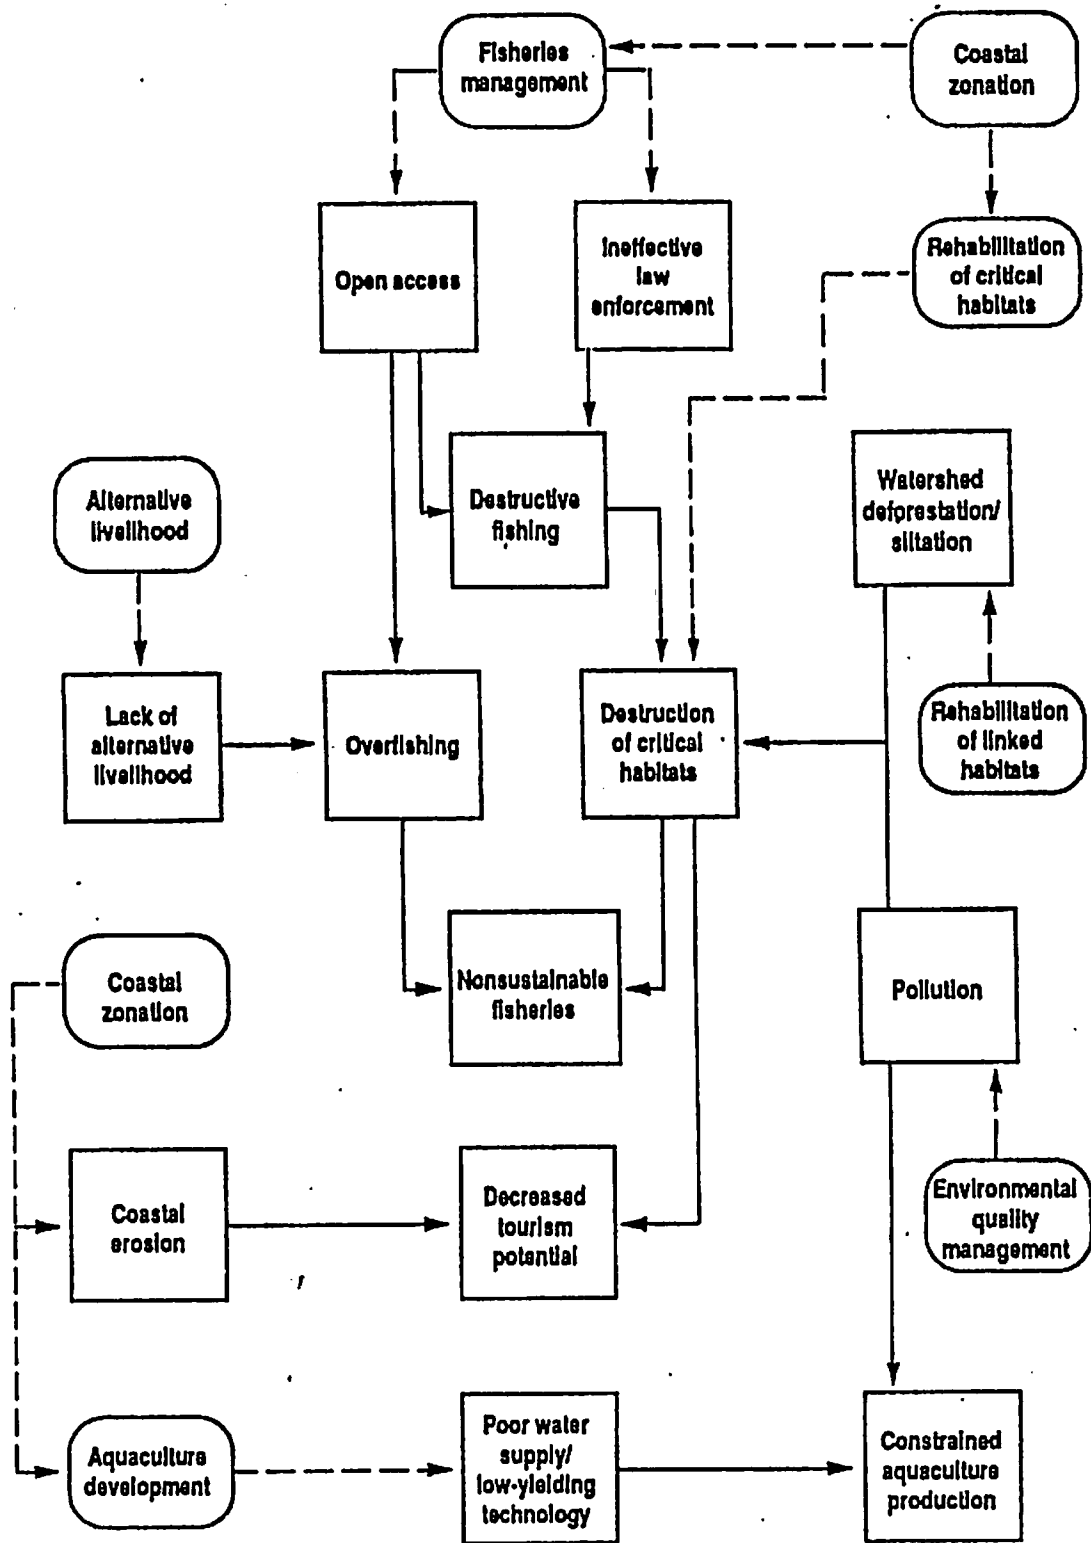 Fisheries
management
Coastal
zonation
Open access
Ineffective
law
enforcement
Rehabilitation
of critical
habitats
Alternative
livelihood
Destructive
fishing
Watershed
deforestation/
siltation
Lack of
alternative
livelihood
Overfishing
Destruction
of critical
habitats
Rehabilitation
of linked
habitats
Coastal
zonation
Nonsustainable
fisheries
Pollution
Coastal
erosion
Decreased
tourism
potential
Environmental
quality
management
Aquaculture
development
Poor water
supply/
low-yielding
technology
Constrained
aquaculture
production